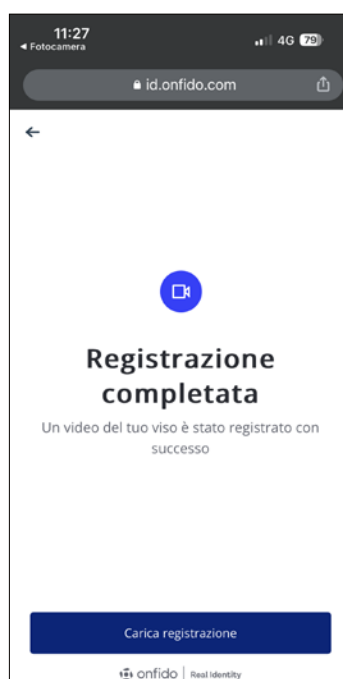 11:27
4G 79
Fotocamera
id.onfido.com
Registrazione
completata
Un video del tuo viso è stato registrato con
successo
Carica registrazione
onfido | Real Identity